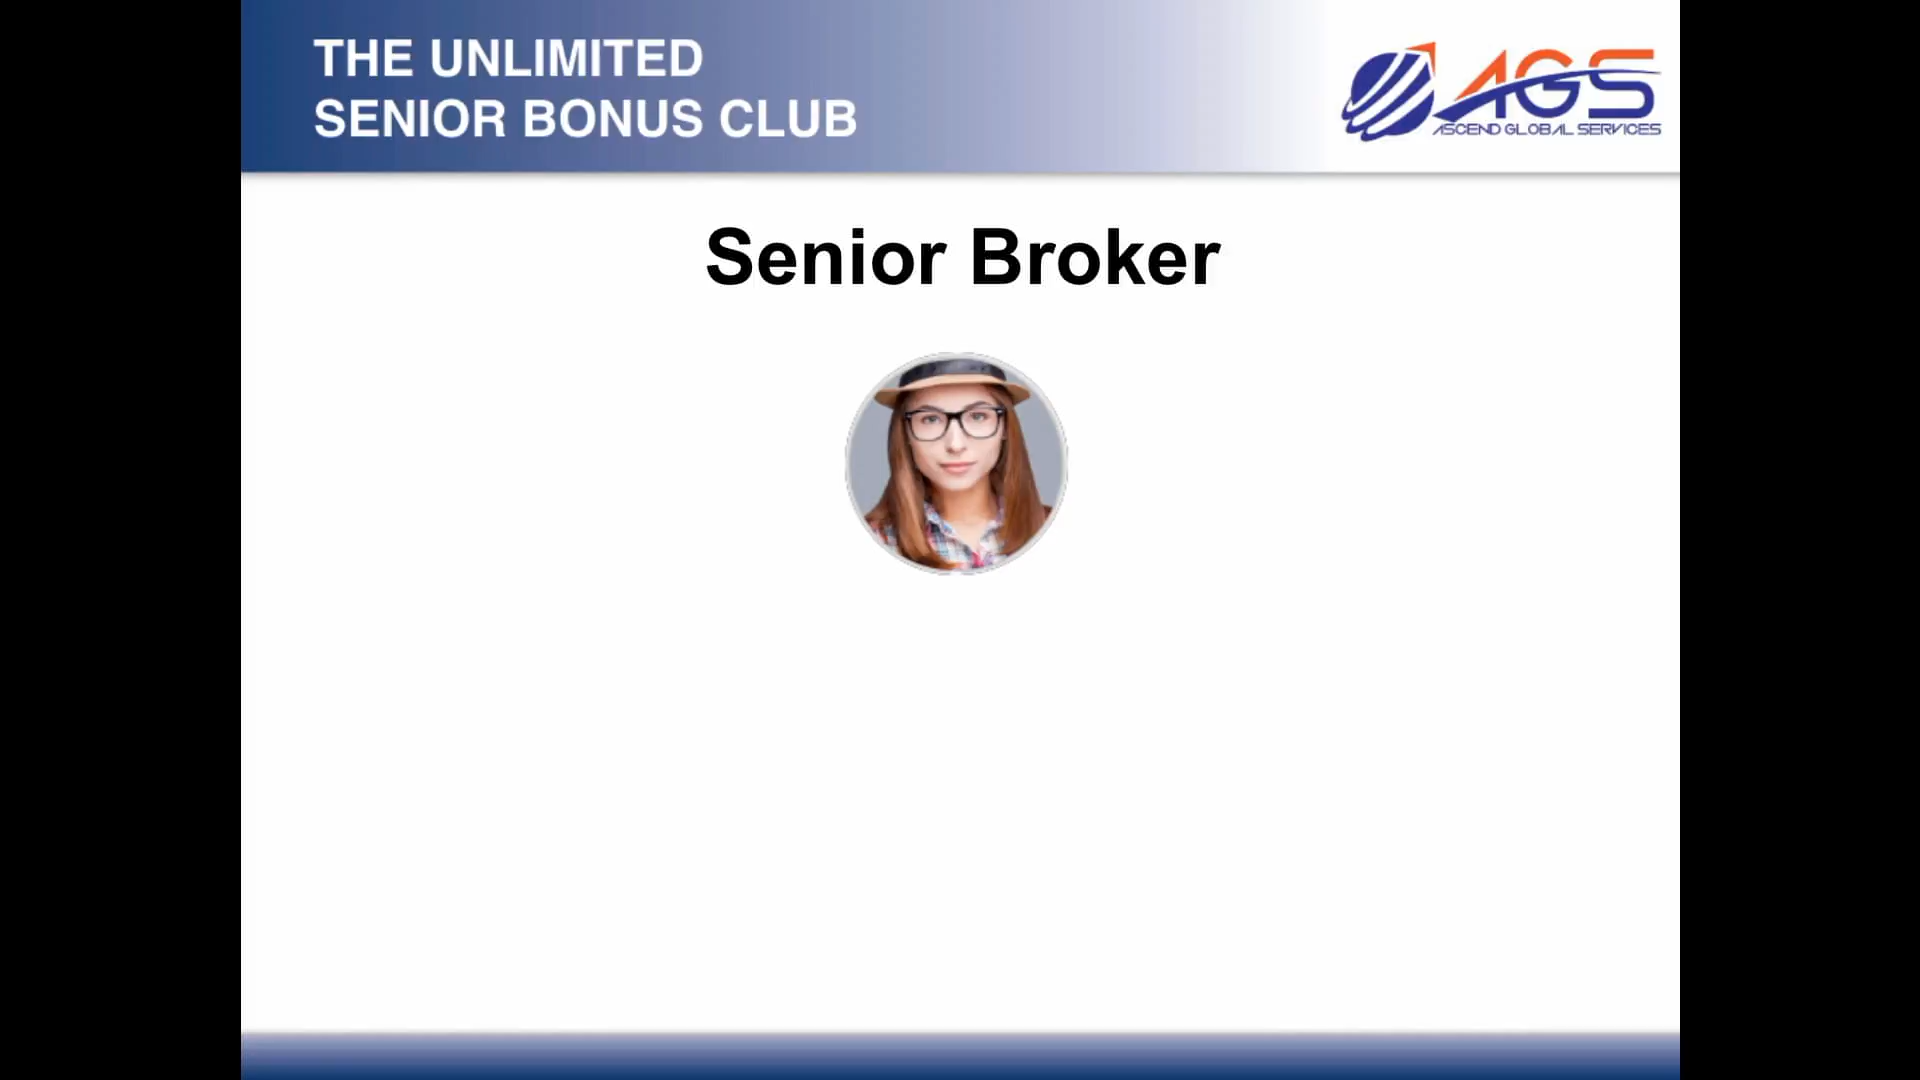 THE UNLIMITED
SENIOR BONUS CLUB
AGS
ASCEND GLOBAL SERVICES
Senior Broker